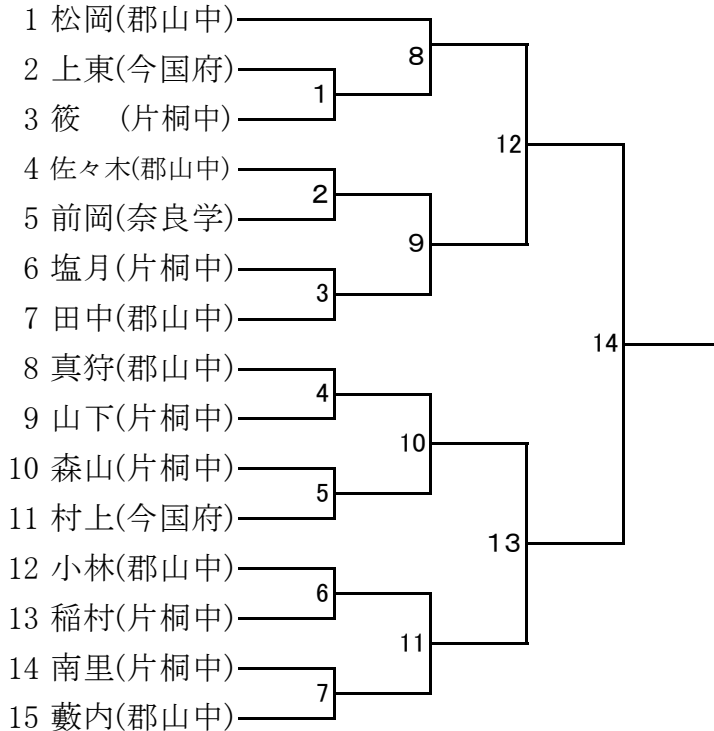 1 松岡(郡山中)
2 上東(今国府)
3 筱　(片桐中)
4 佐々木(郡山中)
5 前岡(奈良学)
6 塩月(片桐中)
7 田中(郡山中)
8 真狩(郡山中)
9 山下(片桐中)
10 森山(片桐中)
11 村上(今国府)
12 小林(郡山中)
13 稲村(片桐中)
14 南里(片桐中)
15 藪内(郡山中)
1
2
3
4
5
6
7
8
9
10
11
12
13
14